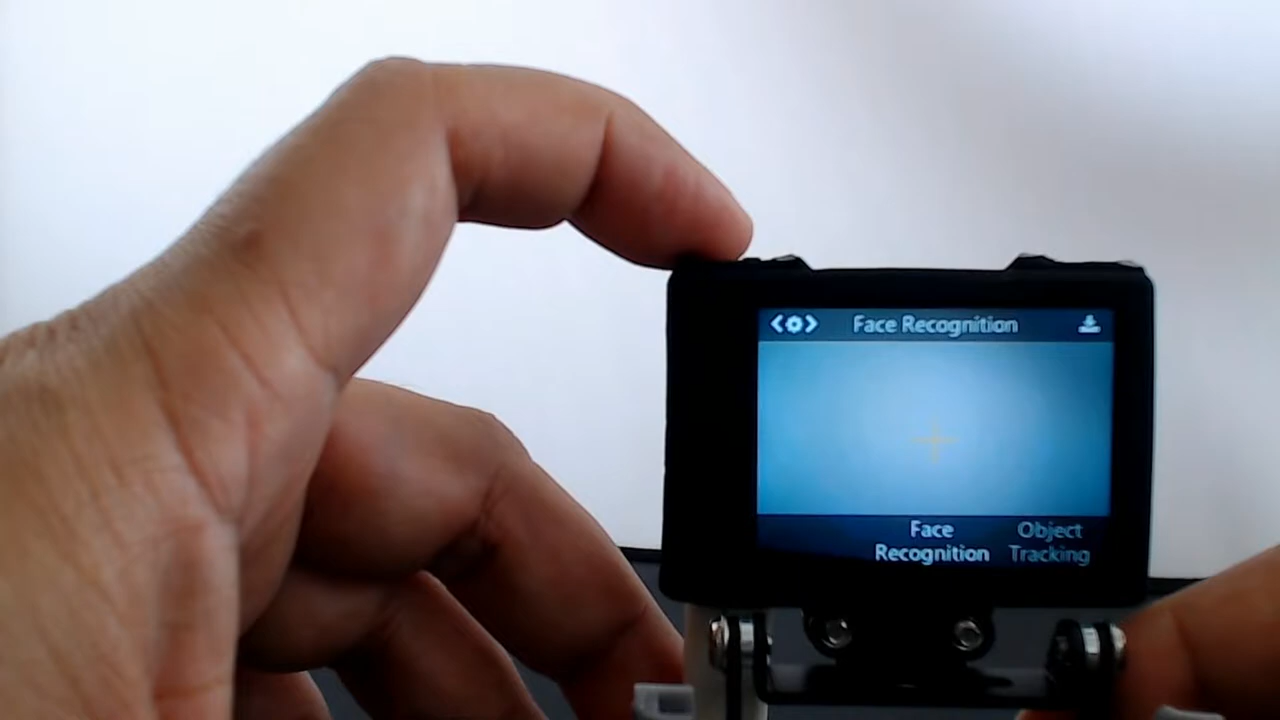 Face Recognition
Face
Recognition
Object
Tracking